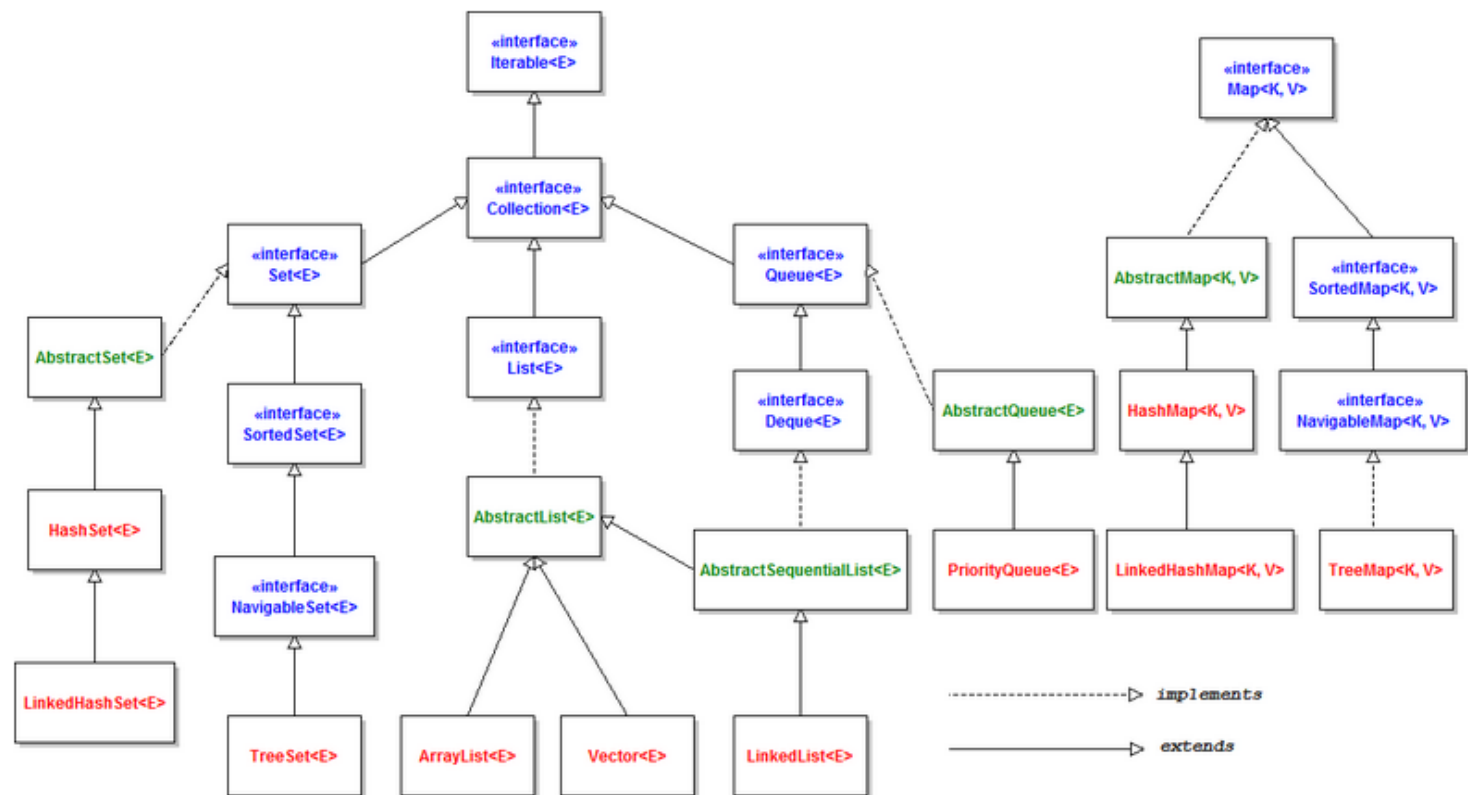 «interface»
Iterable<E>
«interface»
Map<K, V>
«interface»
Collection<E>
«interface»
Set<E>
«interface»
Queue<E>
AbstractMap<K, V>
«interface»
SortedMap<K, V>
AbstractSet<E>
«interface»
List<E>
«interface»
SortedSet<E>
«interface»
Deque<E>
AbstractQueue<E>
HashMap<K, V>
«interface»
NavigableMap<K, V>
HashSet<E>
AbstractList<E>
«interface»
NavigableSet<E>
AbstractSequentialList<E>
PriorityQueue<E>
LinkedHashMap<K, V>
TreeMap<K, V>
LinkedHashSet<E>
TreeSet<E>
ArrayList<E>
Vector<E>
LinkedList<E>
implements
extends